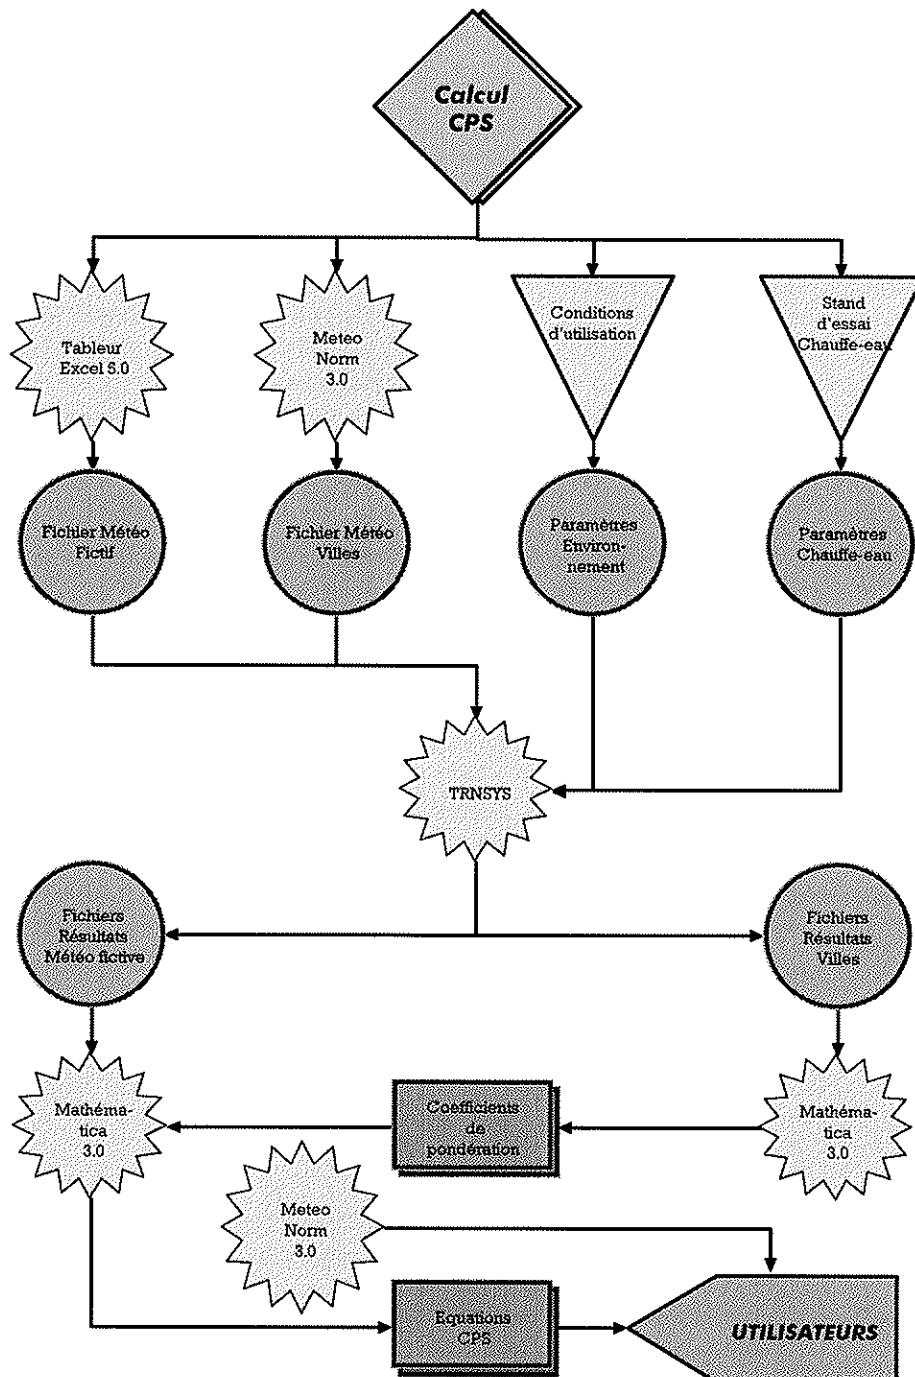 Calcul
CPS
Tableur
Excel 5.0
Meteo
Norm
3.0
Conditions
d'utilisation
Stand
d'essai
Chauffe-eau
Fichier Météo
Fictif
Fichier Météo
Villes
Paramètres
Environ-
nement
Paramètres
Chauffe-eau
TRNSYS
Fichiers
Résultats
Météo fictive
Fichiers
Résultats
Villes
Mathéma-
tica
3.0
Coefficients
de
pondération
Mathéma-
tica
3.0
Meteo
Norm
3.0
Equations
CPS
UTILISATEURS